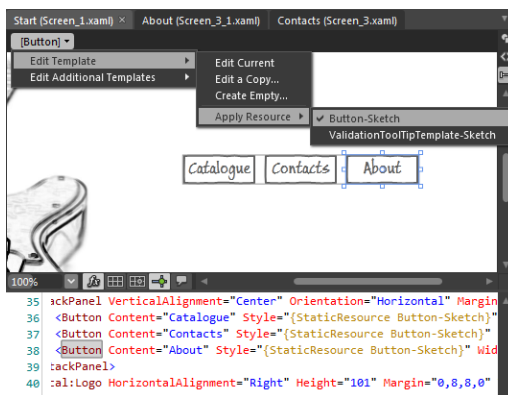 Start (Screen_1.xaml) × About (Screen_3_1.xaml) Contacts (Screen_3.xaml)
[Button]
Edit Template
Edit Additional Templates
Edit Current
Edit a Copy...
Create Empty...
Apply Resource
✓ Button-Sketch
ValidationToolTipTemplate-Sketch
Catalogue Contacts About
100%
35 ackPanel VerticalAlignment="Center" Orientation="Horizontal" Margin
36 <Button Content="Catalogue" Style="{StaticResource Button-Sketch}"
37 <Button Content="Contacts" Style="{StaticResource Button-Sketch}"
38 <Button Content="About" Style="{StaticResource Button-Sketch}" Wid
39 tackPanel>
40 cal:Logo HorizontalAlignment="Right" Height="101" Margin="0,8,8,0"